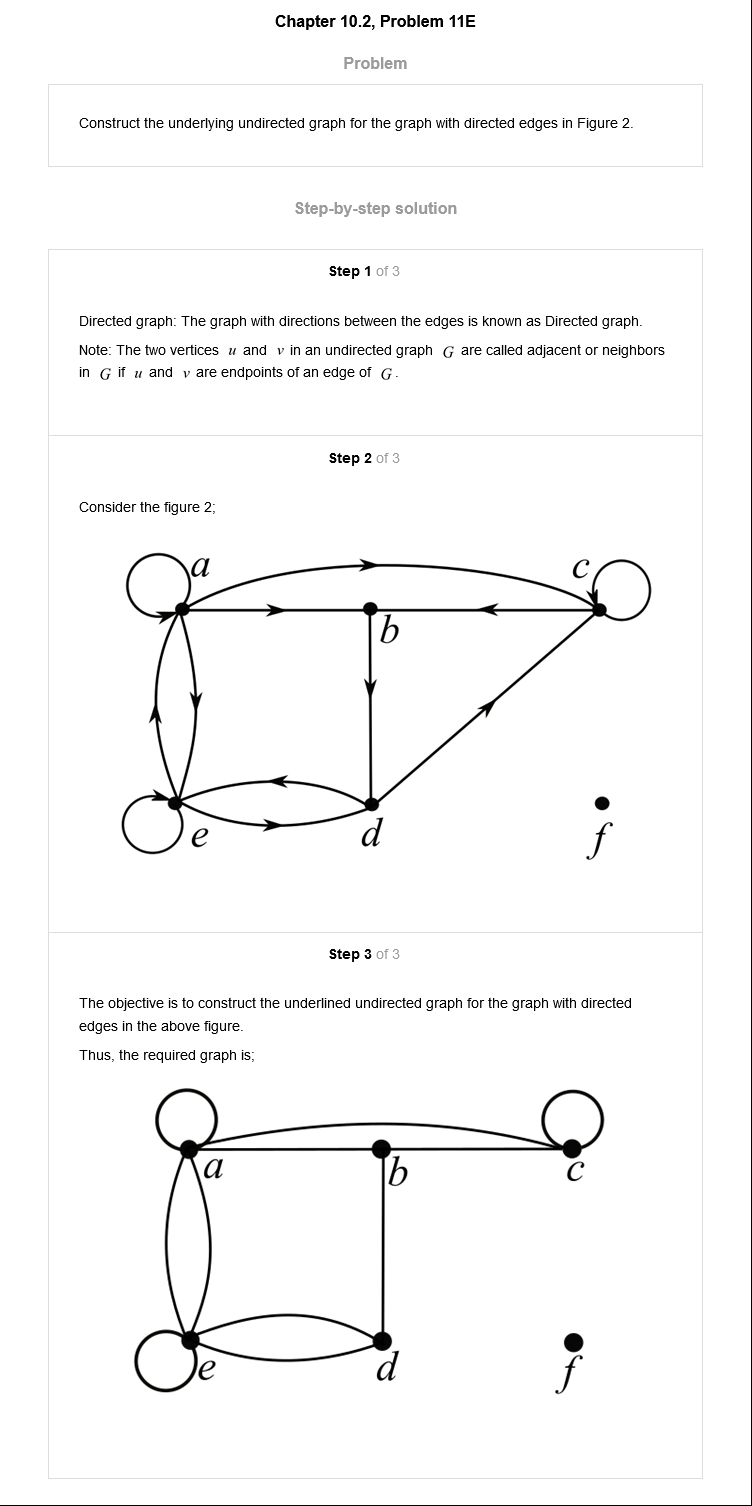 Chapter 10.2, Problem 11E
Problem
Construct the underlying undirected graph for the graph with directed edges in Figure 2.
Step-by-step solution
Step 1 of 3
Directed graph: The graph with directions between the edges is known as Directed graph.
Note: The two vertices u and v in an undirected graph G are called adjacent or neighbors
in G if u and v are endpoints of an edge of G.
Step 2 of 3
Consider the figure 2;
a
c
b
e
d
f
Step 3 of 3
The objective is to construct the underlined undirected graph for the graph with directed
edges in the above figure.
Thus, the required graph is;
a
b
c
e
d
f